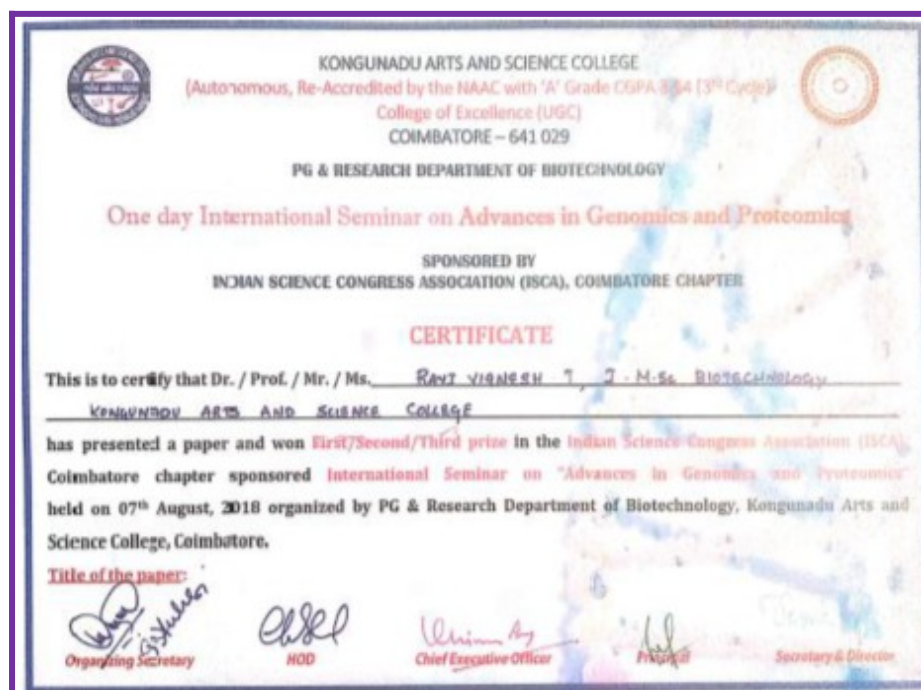 KONGUNADU ARTS AND SCIENCE COLLEGE
(Autonomous, Re-Accredited by the NAAC with 'A' Grade CGPA 3.64 (3rd Cycle)
College of Excellence (UGC)
COIMBATORE – 641 029
PG & RESEARCH DEPARTMENT OF BIOTECHNOLOGY
One day International Seminar on Advances in Genomics and Proteomics
SPONSORED BY
INDIAN SCIENCE CONGRESS ASSOCIATION (ISCA), COIMBATORE CHAPTER
CERTIFICATE
This is to certify that Dr. / Prof. / Mr. / Ms. RAVI VIGNESH T, I - M.Sc BIOTECHNOLOGY
KONGUNADU ARTS AND SCIENCE COLLEGE
has presented a paper and won First/Second/Third prize in the Indian Science Congress Association (ISCA),
Coimbatore chapter sponsored International Seminar on "Advances in Genomics and Proteomics"
held on 07th August, 2018 organized by PG & Research Department of Biotechnology, Kongunadu Arts and
Science College, Coimbatore.
Title of the paper:
Organizing Secretary HOD Chief Executive Officer Principal Secretary & Director